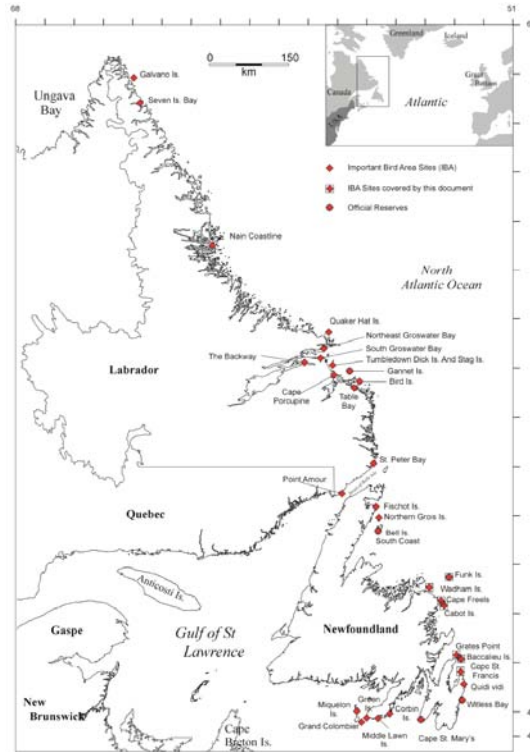 68
51
Galvano Is.
Seven Is. Bay
Ungava
Bay
0
150
km
Greenland
Iceland
Great
Britain
Canada
Atlantic
Important Bird Area Sites (IBA)
IBA Sites covered by this document
Official Reserves
Nain Coastline
North
Atlantic Ocean
Quaker Hat Is.
Northeast Groswater Bay
South Groswater Bay
The Backway
Tumbledown Dick Is. And Stag Is.
Labrador
Gannet Is.
Bird Is.
Cape
Porcupine
Table
Bay
St. Peter Bay
Point Amour
Quebec
Fischot Is.
Northern Grois Is.
Bell Is.
South Coast
Anticosti Is.
Funk Is.
Wadham Is.
Cape Freels
Cabot Is.
Gaspe
Gulf of St
Lawrence
Newfoundland
Grates Point
Baccalieu Is.
Cape St.
Francis
Quidi vidi
Witless Bay
New
Brunswick
Cape
Breton Is.
Miquelon
Is.
Green
Is.
Corbin
Is.
Grand Colombier
Middle Lawn
Is.
Cape St. Mary's
4